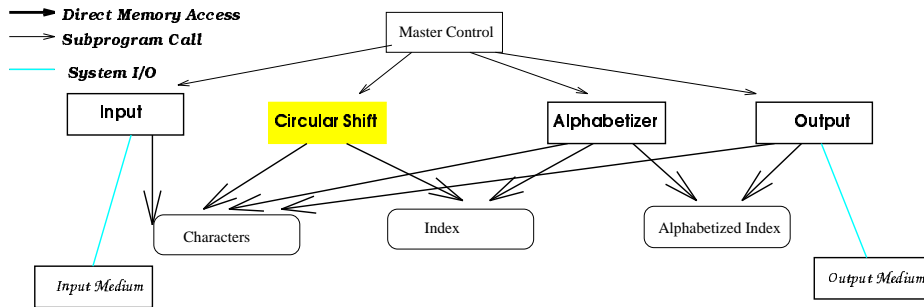 Direct Memory Access
Subprogram Call
System I/O
Master Control
Input
Circular Shift
Alphabetizer
Output
Characters
Index
Alphabetized Index
Input Medium
Output Medium